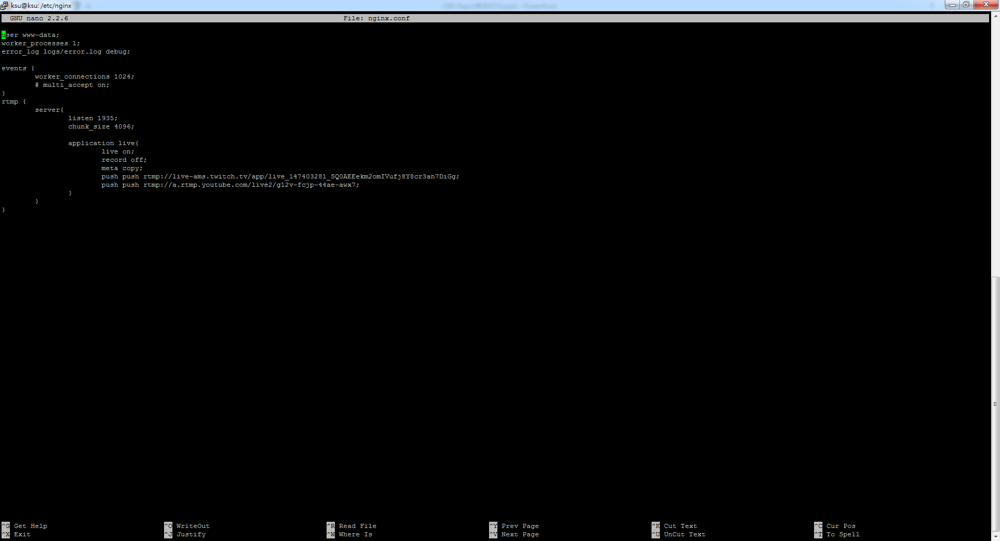 ksu@ksu: /etc/nginx
GNU nano 2.2.6 File: nginx.conf
user www-data;
worker_processes 1;
error_log logs/error.log debug;
events {
worker_connections 1024;
# multi_accept on;
}
rtmp {
server{
listen 1935;
chunk_size 4096;
application live{
live on;
record off;
meta copy;
push push rtmp://live-ams.twitch.tv/app/live_147403281_SQ0AEEekm2omIVufj8Y8cr3an7DiGg;
push push rtmp://a.rtmp.youtube.com/live2/g12v-fcjp-44ae-awx7;
}
}
}
^G Get Help ^O WriteOut ^R Read File ^Y Prev Page ^K Cut Text ^C Cur Pos
^X Exit ^J Justify ^W Where Is ^V Next Page ^U UnCut Text ^T To Spell